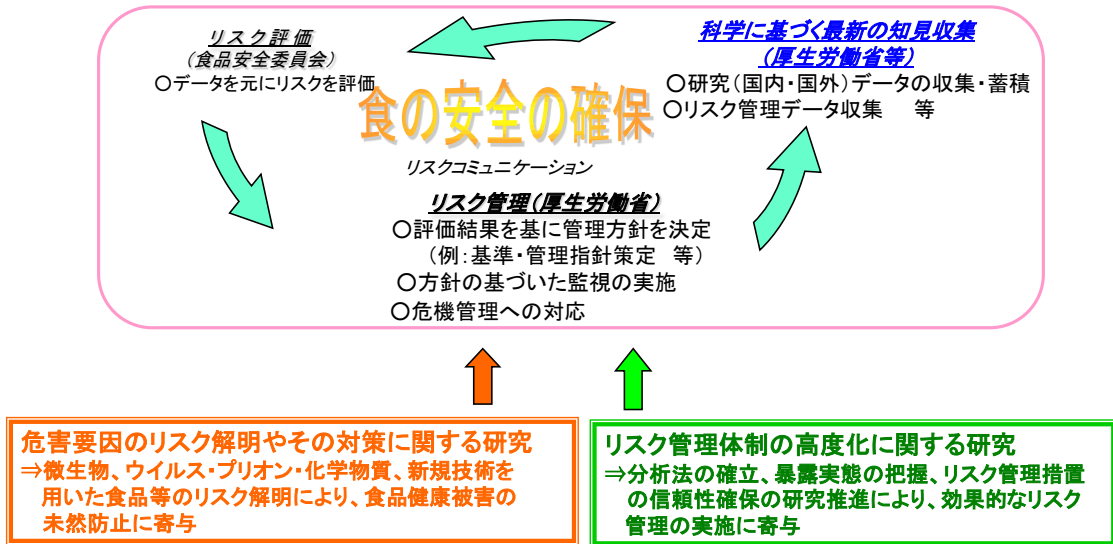 リスク評価
(食品安全委員会)
○データを元にリスクを評価
科学に基づく最新の知見収集
(厚生労働省等)
○研究(国内・国外)データの収集・蓄積
○リスク管理データ収集　等
食の安全の確保
リスクコミュニケーション
リスク管理(厚生労働省)
○評価結果を基に管理方針を決定
(例:基準・管理指針策定　等)
○方針の基づいた監視の実施
○危機管理への対応
危害要因のリスク解明やその対策に関する研究
⇒微生物、ウイルス・プリオン・化学物質、新規技術を
用いた食品等のリスク解明により、食品健康被害の
未然防止に寄与
リスク管理体制の高度化に関する研究
⇒分析法の確立、暴露実態の把握、リスク管理措置
の信頼性確保の研究推進により、効果的なリスク
管理の実施に寄与